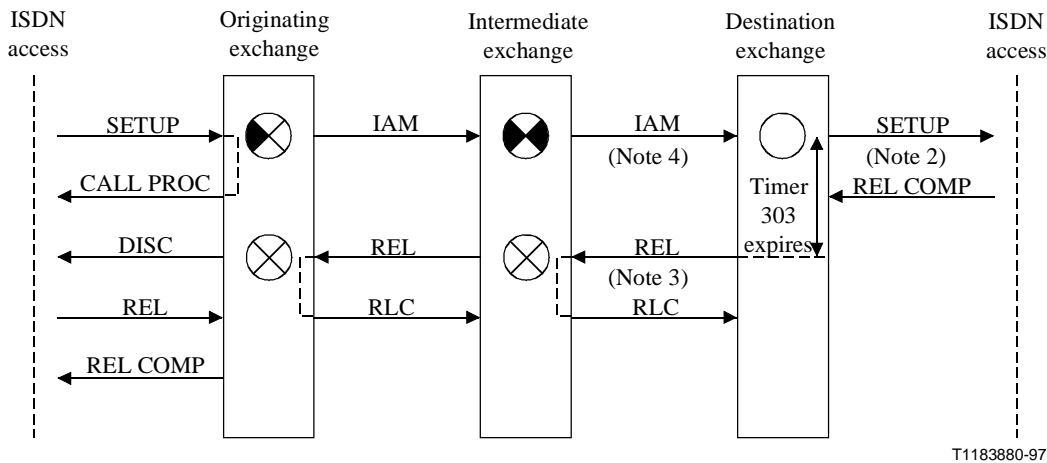 ISDN
access
Originating
exchange
Intermediate
exchange
Destination
exchange
ISDN
access
SETUP
IAM
IAM
(Note 4)
SETUP
(Note 2)
CALL PROC
Timer
303
expires
REL COMP
DISC
REL
REL
(Note 3)
REL
RLC
RLC
REL COMP
T1183880-97